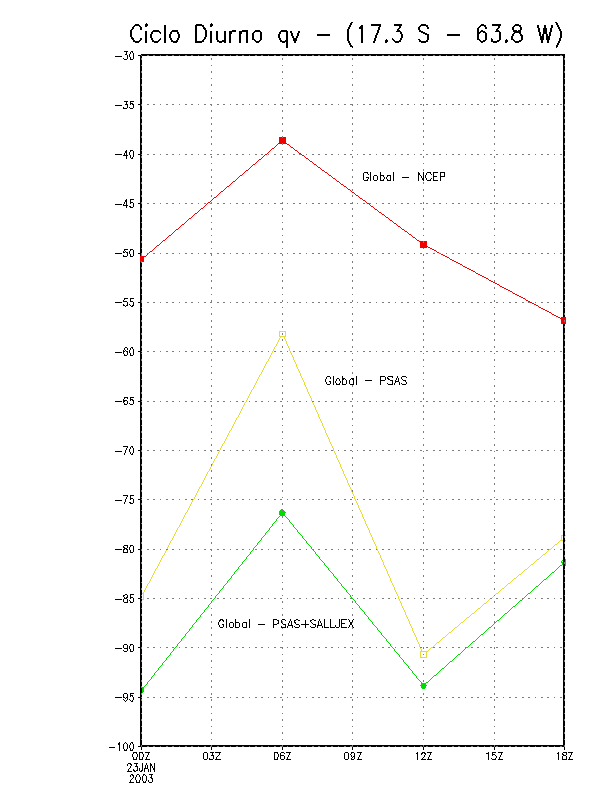 Ciclo Diurno qv – (17.3 S – 63.8 W)
−30
−35
−40
Global – NCEP
−45
−50
−55
−60
Global – PSAS
−65
−70
−75
−80
−85
Global – PSAS+SALLJEX
−90
−95
−100
00Z 03Z 06Z 09Z 12Z 15Z 18Z
23JAN
2003